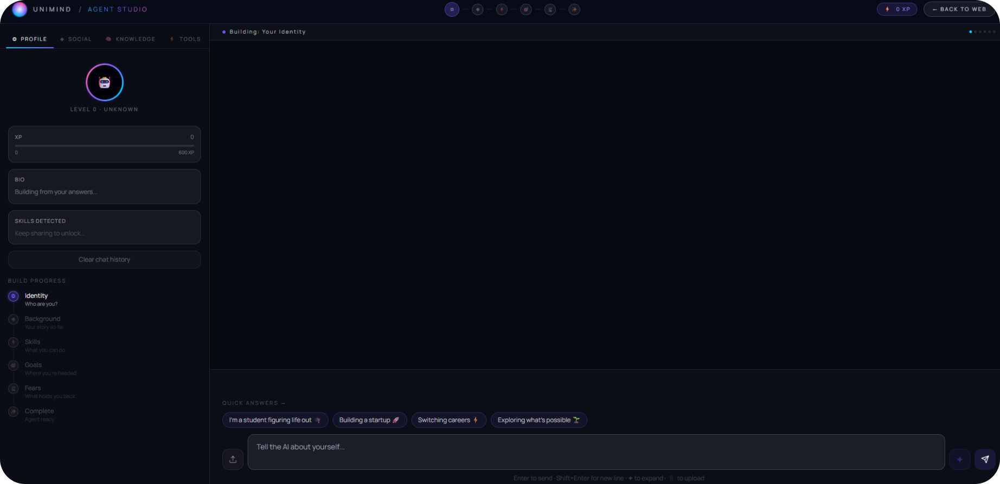 UNIMIND / AGENT STUDIO
0 XP
← BACK TO WEB
PROFILE
SOCIAL
KNOWLEDGE
TOOLS
Building: Your Identity
LEVEL 0 · UNKNOWN
XP 0
0 600 XP
BIO
Building from your answers...
SKILLS DETECTED
Keep sharing to unlock...
Clear chat history
BUILD PROGRESS
Identity
Who are you?
Background
Your story so far
Skills
What you can do
Goals
Where you're headed
Fears
What holds you back
Complete
Agent ready
QUICK ANSWERS →
I'm a student figuring life out
Building a startup 🚀
Switching careers ⚡
Exploring what's possible 🌱
Tell the AI about yourself...
Enter to send · Shift+Enter for new line · ✦ to expand · to upload